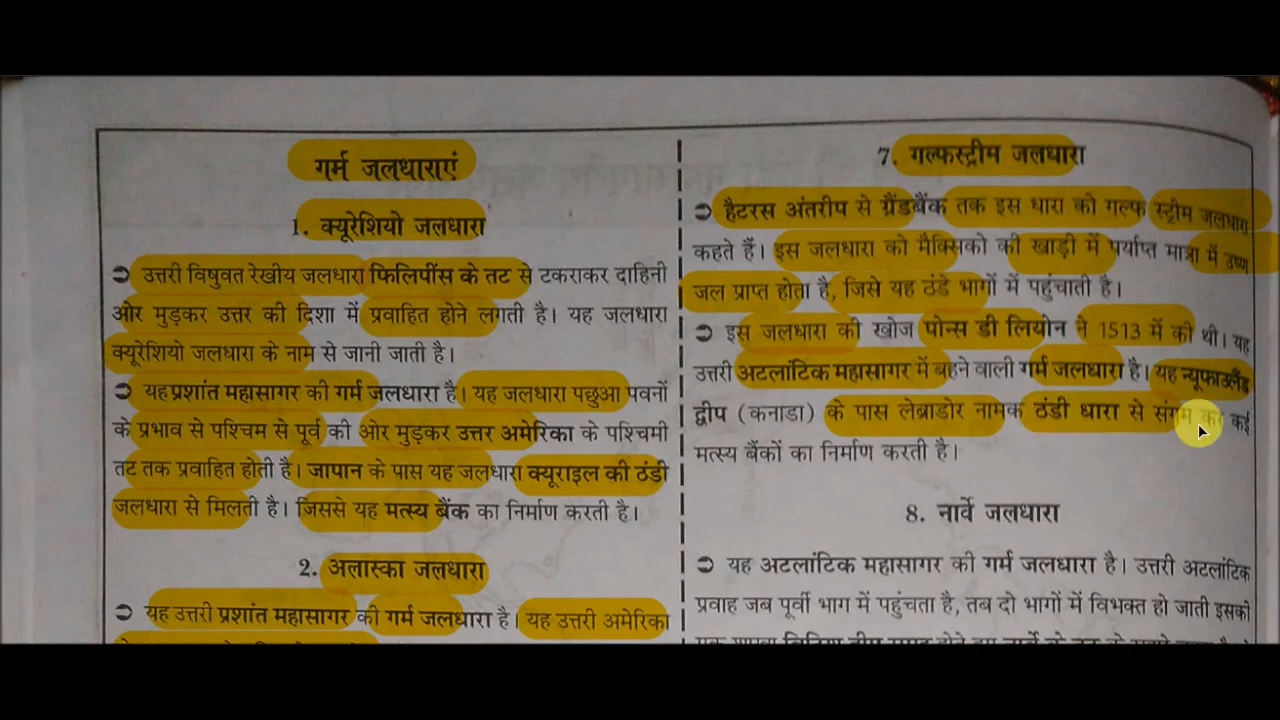 गर्म जलधाराएं
1. क्यूरेशियो जलधारा
➲ उत्तरी विषुवत रेखीय जलधारा फिलिपींस के तट से टकराकर दाहिनी
ओर मुड़कर उत्तर की दिशा में प्रवाहित होने लगती है। यह जलधारा
क्यूरेशियो जलधारा के नाम से जानी जाती है।
➲ यह प्रशांत महासागर की गर्म जलधारा है। यह जलधारा पछुआ पवनों
के प्रभाव से पश्चिम से पूर्व की ओर मुड़कर उत्तर अमेरिका के पश्चिमी
तट तक प्रवाहित होती है। जापान के पास यह जलधारा क्यूराइल की ठंडी
जलधारा से मिलती है। जिससे यह मत्स्य बैंक का निर्माण करती है।
2. अलास्का जलधारा
➲ यह उत्तरी प्रशांत महासागर की गर्म जलधारा है। यह उत्तरी अमेरिका
7. गल्फस्ट्रीम जलधारा
➲ हैटरस अंतरीप से ग्रैंडबैंक तक इस धारा को गल्फ स्ट्रीम जलधारा
कहते हैं। इस जलधारा को मैक्सिको की खाड़ी में पर्याप्त मात्रा में उष्ण
जल प्राप्त होता है, जिसे यह ठंडे भागों में पहुंचाती है।
➲ इस जलधारा की खोज पोन्स डी लियोन ने 1513 में की थी। यह
उत्तरी अटलांटिक महासागर में बहने वाली गर्म जलधारा है। यह न्यूफाउलैंड
द्वीप (कनाडा) के पास लेब्राडोर नामक ठंडी धारा से संगम कर कई
मत्स्य बैंकों का निर्माण करती है।
8. नार्वे जलधारा
➲ यह अटलांटिक महासागर की गर्म जलधारा है। उत्तरी अटलांटिक
प्रवाह जब पूर्वी भाग में पहुंचता है, तब दो भागों में विभक्त हो जाती इसकी